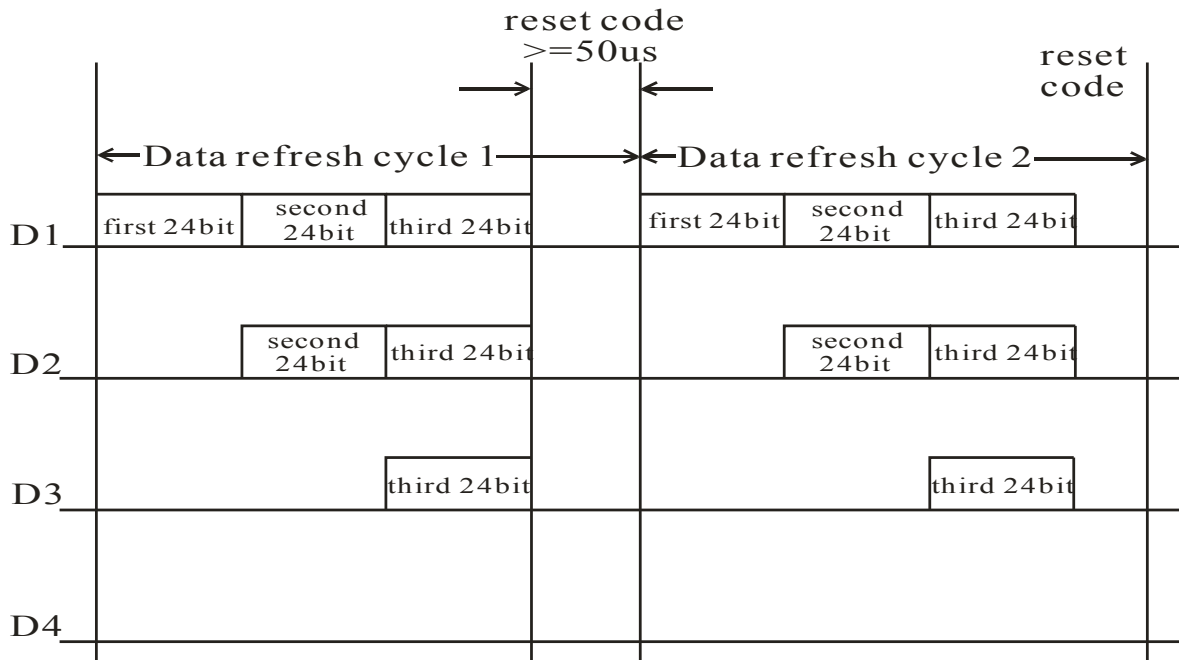 reset code
>=50us
reset
code
Data refresh cycle 1
Data refresh cycle 2
D1
first 24bit
second
24bit
third 24bit
first 24bit
second
24bit
third 24bit
D2
second
24bit
third 24bit
second
24bit
third 24bit
D3
third 24bit
third 24bit
D4